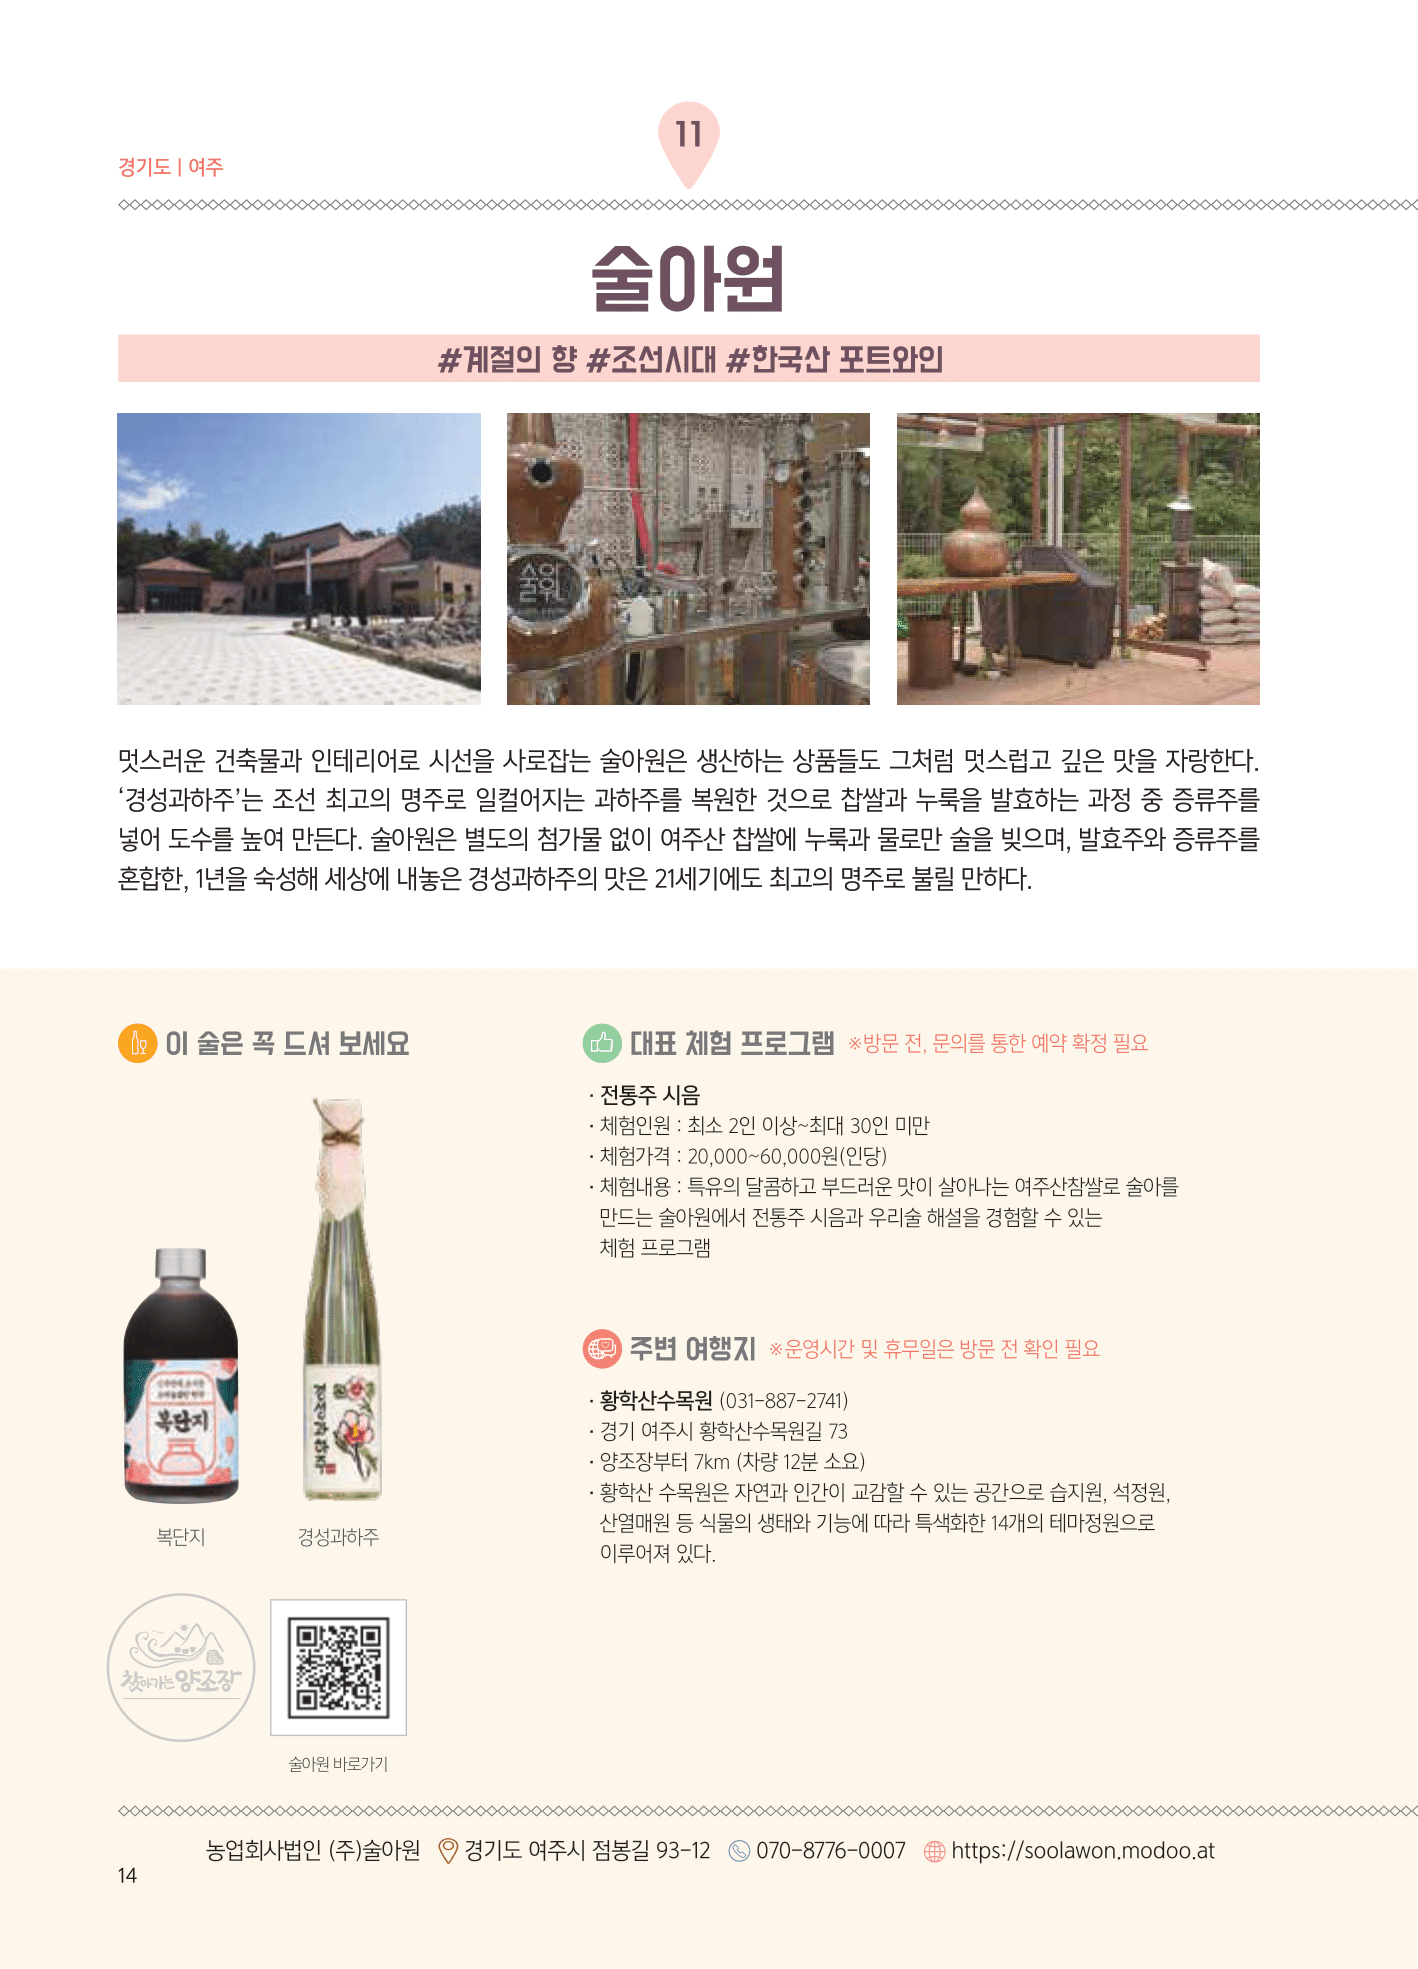 11
경기도 | 여주
술아원
#계절의 향 #조선시대 #한국산 포트와인
술아원
멋스러운 건축물과 인테리어로 시선을 사로잡는 술아원은 생산하는 상품들도 그처럼 멋스럽고 깊은 맛을 자랑한다.
‘경성과하주’는 조선 최고의 명주로 일컬어지는 과하주를 복원한 것으로 찹쌀과 누룩을 발효하는 과정 중 증류주를
넣어 도수를 높여 만든다. 술아원은 별도의 첨가물 없이 여주산 찹쌀에 누룩과 물로만 술을 빚으며, 발효주와 증류주를
혼합한, 1년을 숙성해 세상에 내놓은 경성과하주의 맛은 21세기에도 최고의 명주로 불릴 만하다.
이 술은 꼭 드셔 보세요
복단지
경성과하주
복단지
경성과하주
찾아가는 양조장
술아원 바로가기
대표 체험 프로그램 ※방문 전, 문의를 통한 예약 확정 필요
· 전통주 시음
· 체험인원 : 최소 2인 이상~최대 30인 미만
· 체험가격 : 20,000~60,000원(인당)
· 체험내용 : 특유의 달콤하고 부드러운 맛이 살아나는 여주산찹쌀로 술아를
만드는 술아원에서 전통주 시음과 우리술 해설을 경험할 수 있는
체험 프로그램
주변 여행지 ※운영시간 및 휴무일은 방문 전 확인 필요
· 황학산수목원 (031-887-2741)
· 경기 여주시 황학산수목원길 73
· 양조장부터 7km (차량 12분 소요)
· 황학산 수목원은 자연과 인간이 교감할 수 있는 공간으로 습지원, 석정원,
산열매원 등 식물의 생태와 기능에 따라 특색화한 14개의 테마정원으로
이루어져 있다.
농업회사법인 (주)술아원 경기도 여주시 점봉길 93-12 070-8776-0007 https://soolawon.modoo.at
14